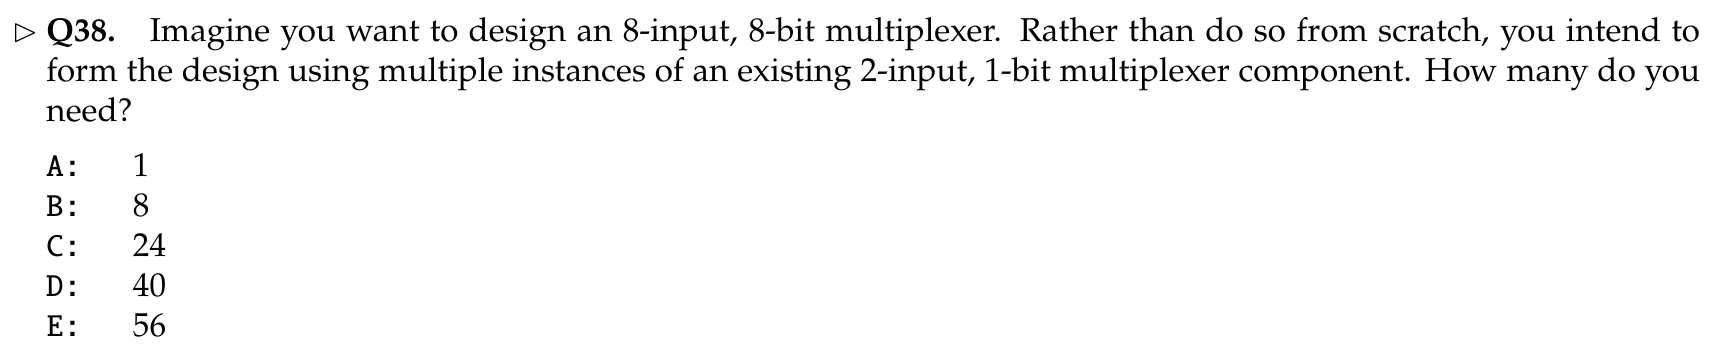 ▷ Q38. Imagine you want to design an 8-input, 8-bit multiplexer. Rather than do so from scratch, you intend to
form the design using multiple instances of an existing 2-input, 1-bit multiplexer component. How many do you
need?
A: 1
B: 8
C: 24
D: 40
E: 56